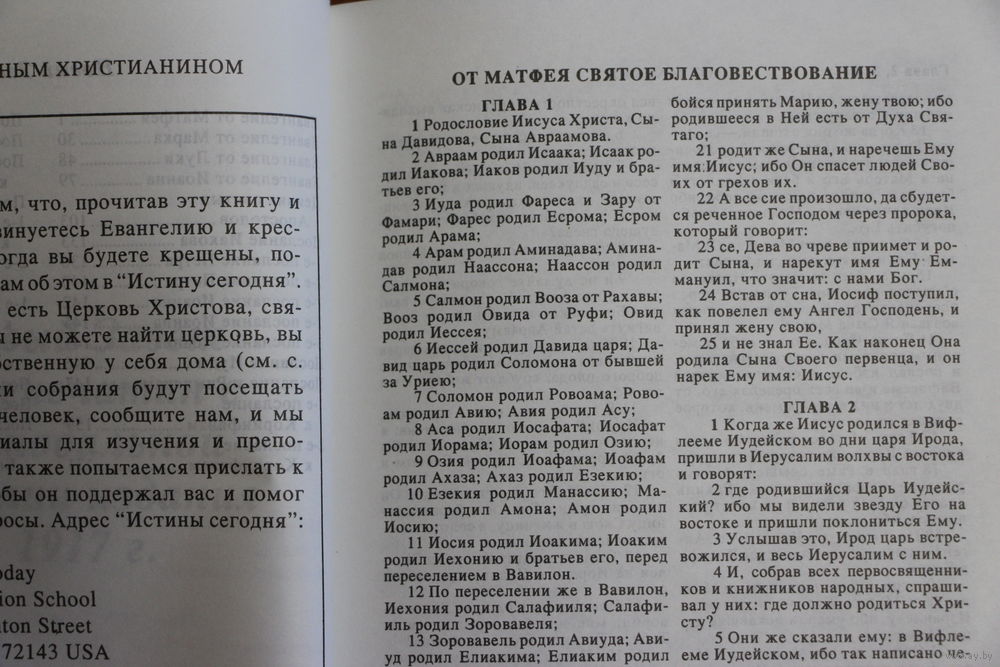 НЫМ ХРИСТИАНИНОМ
м, что, прочитав эту книгу и
винуетесь Евангелию и крес-
огда вы будете крещены, по-
ам об этом в “Истину сегодня”.
есть Церковь Христова, свя-
ы не можете найти церковь, вы
рственную у себя дома (см. с.
и собрания будут посещать
человек, сообщите нам, и мы
иалы для изучения и препо-
также попытаемся прислать к
бы он поддержал вас и помог
росы. Адрес “Истины сегодня”:
oday
ion School
nton Street
72143 USA
ОТ МАТФЕЯ СВЯТОЕ БЛАГОВЕСТВОВАНИЕ
ГЛАВА 1
1 Родословие Иисуса Христа, Сы-
на Давидова, Сына Авраамова.
2 Авраам родил Исаака; Исаак ро-
дил Иакова; Иаков родил Иуду и бра-
тьев его;
3 Иуда родил Фареса и Зару от
Фамари; Фарес родил Есрома; Есром
родил Арама;
4 Арам родил Аминадава; Амина-
дав родил Наассона; Наассон родил
Салмона;
5 Салмон родил Вооза от Рахавы;
Вооз родил Овида от Руфи; Овид
родил Иессея;
6 Иессей родил Давида царя; Да-
вид царь родил Соломона от бывшей
за Уриею;
7 Соломон родил Ровоама; Рово-
ам родил Авию; Авия родил Асу;
8 Аса родил Иосафата; Иосафат
родил Иорама; Иорам родил Озию;
9 Озия родил Иоафама; Иоафам
родил Ахаза; Ахаз родил Езекию;
10 Езекия родил Манассию; Ма-
нассия родил Амона; Амон родил
Иосию;
11 Иосия родил Иоакима; Иоаким
родил Иехонию и братьев его, перед
переселением в Вавилон.
12 По переселении же в Вавилон,
Иехония родил Салафииля; Салафи-
иль родил Зоровавеля;
13 Зоровавель родил Авиуда; Ави-
уд родил Елиакима; Елиаким родил
бойся принять Марию, жену твою; ибо
родившееся в Ней есть от Духа Свя-
таго;
21 родит же Сына, и наречешь Ему
имя: Иисус; ибо Он спасет людей Сво-
их от грехов их.
22 А все сие произошло, да сбудет-
ся реченное Господом через пророка,
который говорит:
23 се, Дева во чреве приимет и ро-
дит Сына, и нарекут имя Ему Ем-
мануил, что значит: с нами Бог.
24 Встав от сна, Иосиф поступил,
как повелел ему Ангел Господень, и
принял жену свою,
25 и не знал Ее. Как наконец Она
родила Сына Своего первенца, и он
нарек Ему имя: Иисус.
ГЛАВА 2
1 Когда же Иисус родился в Виф-
лееме Иудейском во дни царя Ирода,
пришли в Иерусалим волхвы с востока
и говорят:
2 где родившийся Царь Иудейс-
кий? ибо мы видели звезду Его на
востоке и пришли поклониться Ему.
3 Услышав это, Ирод царь встре-
вожился, и весь Иерусалим с ним.
4 И, собрав всех первосвященни-
ков и книжников народных, спраши-
вал у них: где должно родиться Хри-
сту?
5 Они же сказали ему: в Вифле-
еме Иудейском, ибо так написано че-